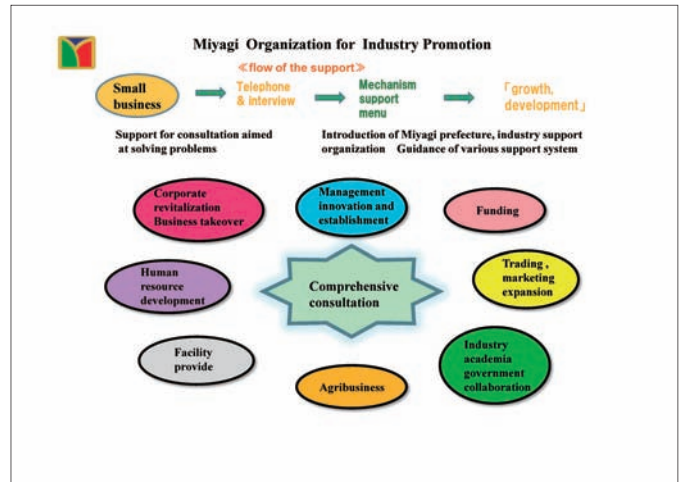 Miyagi Organization for Industry Promotion
≪flow of the support≫
Small
business
Telephone
& interview
Mechanism
support
menu
「growth,
development」
Support for consultation aimed
at solving problems
Introduction of Miyagi prefecture, industry support
organization Guidance of various support system
Corporate
revitalization
Business takeover
Management
innovation and
establishment
Funding
Human
resource
development
Comprehensive
consultation
Trading ,
marketing
expansion
Facility
provide
Agribusiness
Industry
academia
government
collaboration